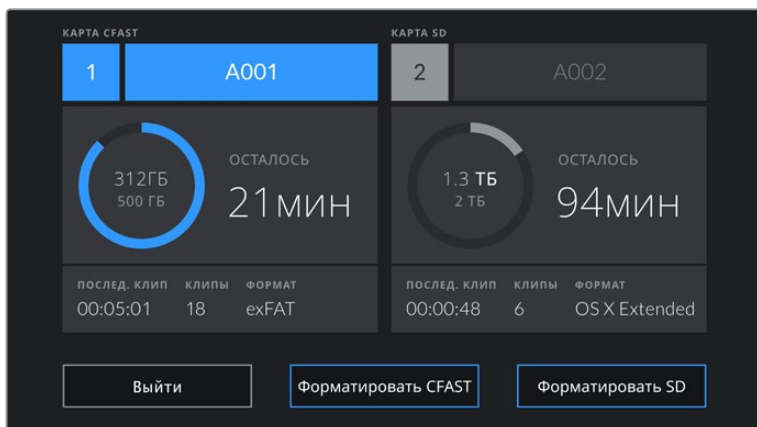 КАРТА CFAST
1 A001
312ГБ
500 ГБ
ОСТАЛОСЬ
21мин
ПОСЛЕД. КЛИП КЛИПЫ ФОРМАТ
00:05:01 18 exFAT
КАРТА SD
2 A002
1.3 ТБ
2 ТБ
ОСТАЛОСЬ
94мин
ПОСЛЕД. КЛИП КЛИПЫ ФОРМАТ
00:00:48 6 OS X Extended
Выйти Форматировать CFAST Форматировать SD